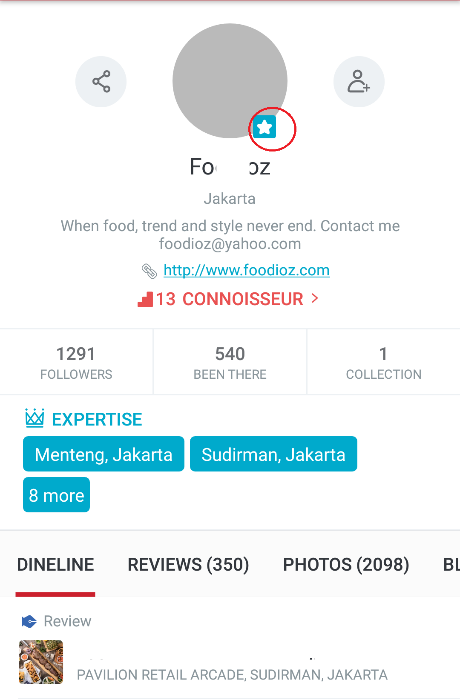 Fo oz
Jakarta
When food, trend and style never end. Contact me
foodioz@yahoo.com
http://www.foodioz.com
13 CONNOISSEUR >
1291 540 1
FOLLOWERS BEEN THERE COLLECTION
EXPERTISE
Menteng, Jakarta Sudirman, Jakarta
8 more
DINELINE REVIEWS (350) PHOTOS (2098) BL
Review
PAVILION RETAIL ARCADE, SUDIRMAN, JAKARTA